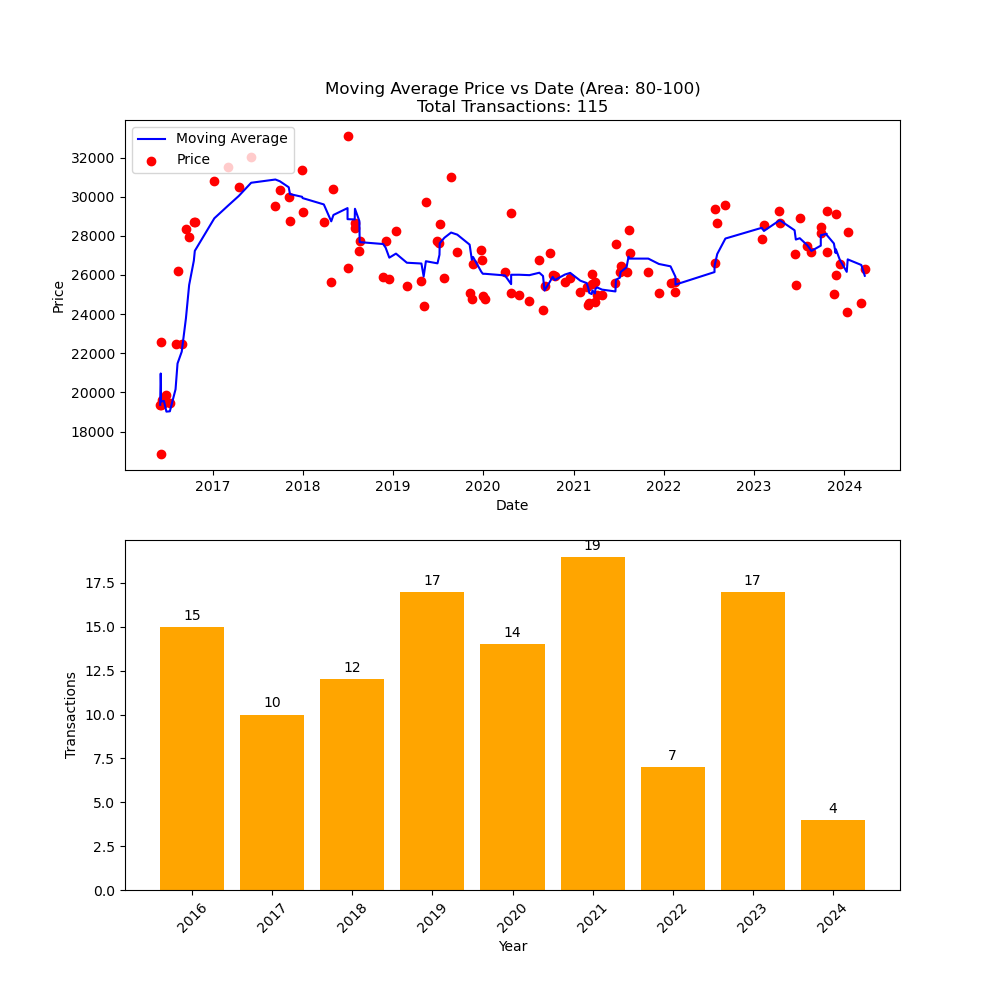 Moving Average Price vs Date (Area: 80-100)
Total Transactions: 115
Moving Average
Price
32000
30000
28000
26000
24000
22000
20000
18000
Price
2017 2018 2019 2020 2021 2022 2023 2024
Date
19
17 17
15
14
12
10
7
4
17.5
15.0
12.5
10.0
7.5
5.0
2.5
0.0
Transactions
2016 2017 2018 2019 2020 2021 2022 2023 2024
Year